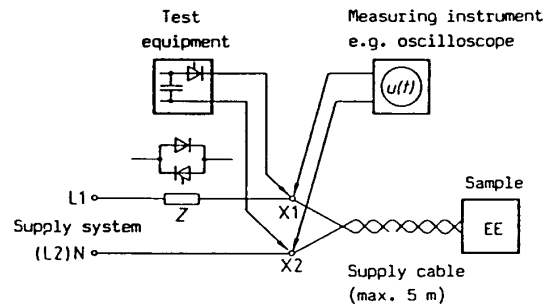 Test
equipment
Measuring instrument
e.g. oscilloscope
u(t)
L1
Z
X1
Sample
EE
Supply system
(L2)N
X2
Supply cable
(max. 5 m)